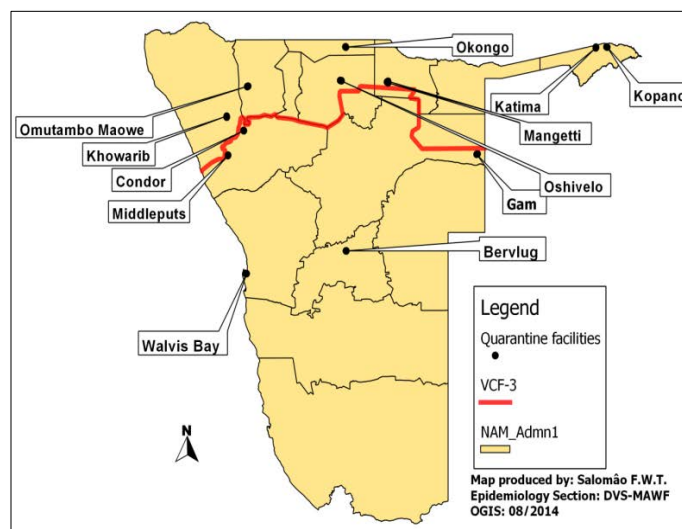 Okongo
Kopano
Katima
Omutambo Maowe
Mangetti
Khowarib
Condor
Oshivelo
Middleputs
Gam
Bervlug
Walvis Bay
N
Legend
Quarantine facilities
VCF-3
NAM_Admn1
Map produced by: Salomâo F.W.T.
Epidemiology Section: DVS-MAWF
OGIS: 08/2014